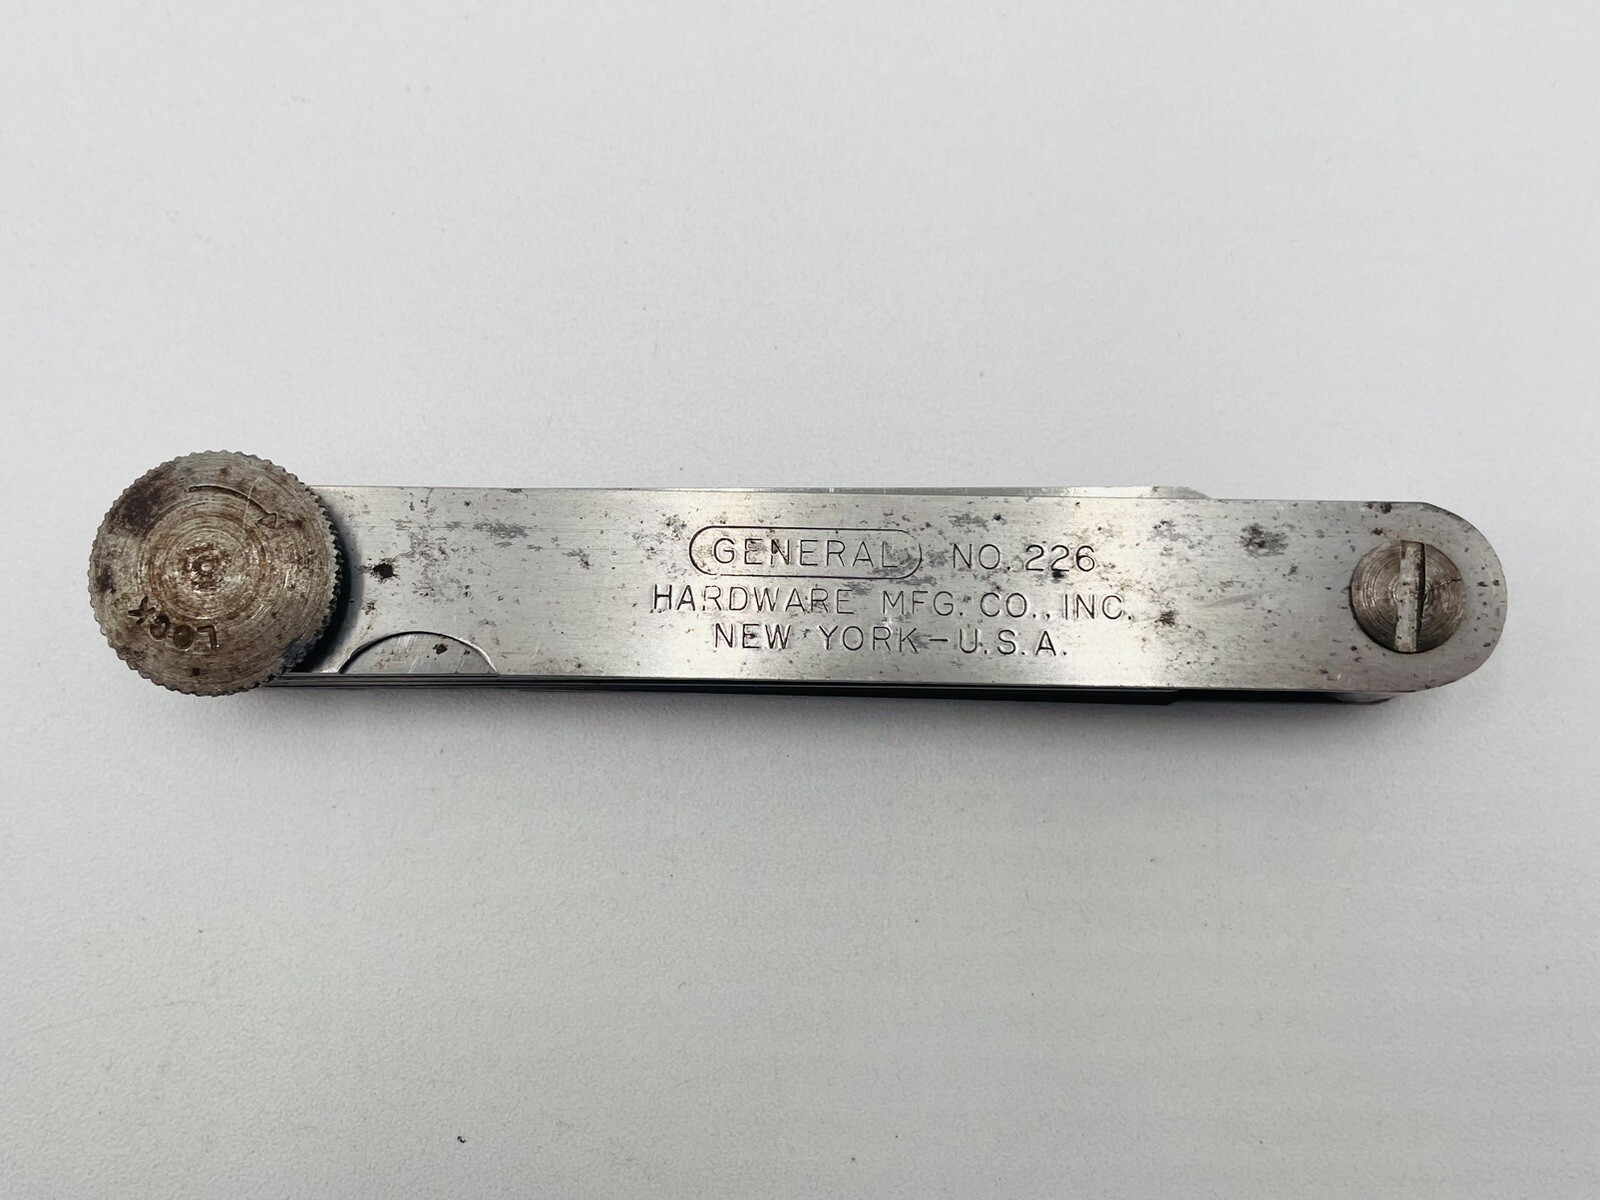 GENERAL NO. 226
HARDWARE MFG. CO., INC.
NEW YORK - U.S.A.
LOCK